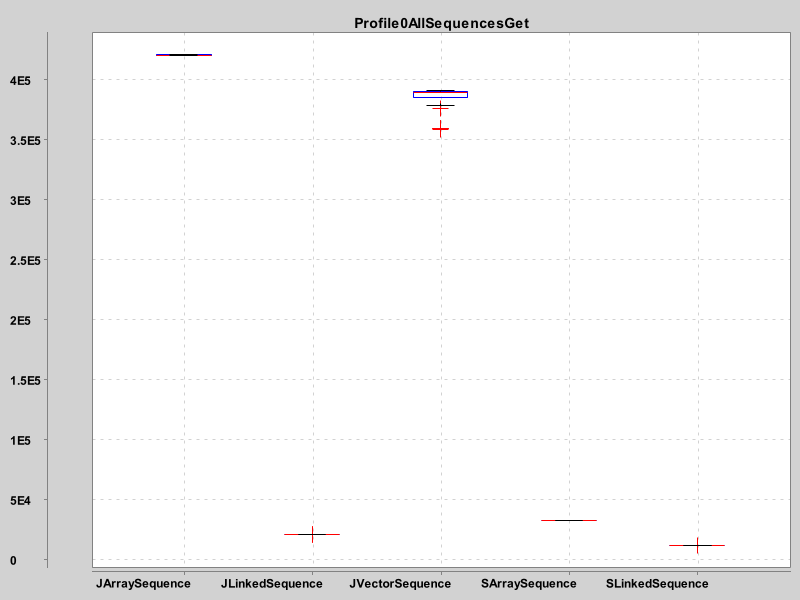 Profile0AllSequencesGet
4E5
3.5E5
3E5
2.5E5
2E5
1.5E5
1E5
5E4
0
JArraySequence JLinkedSequence JVectorSequence SArraySequence SLinkedSequence